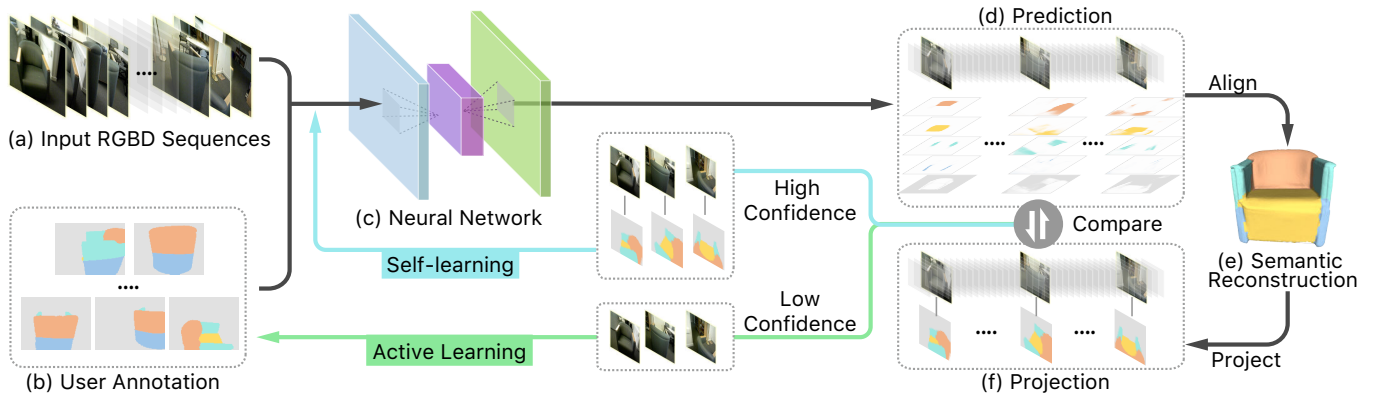 (a) Input RGBD Sequences
(b) User Annotation
(c) Neural Network
(d) Prediction
Align
(e) Semantic
Reconstruction
Project
(f) Projection
Compare
High
Confidence
Low
Confidence
Self-learning
Active Learning